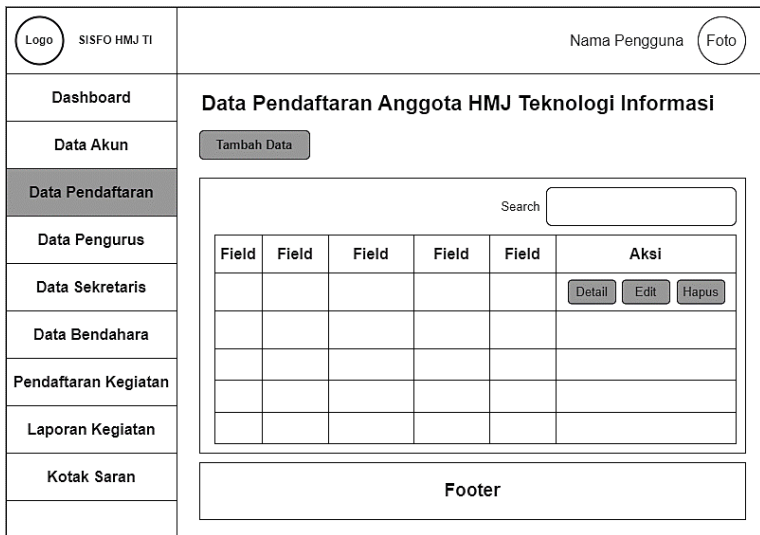 Logo SISFO HMJ TI
Nama Pengguna Foto
Dashboard
Data Akun
Data Pendaftaran
Data Pengurus
Data Sekretaris
Data Bendahara
Pendaftaran Kegiatan
Laporan Kegiatan
Kotak Saran
Data Pendaftaran Anggota HMJ Teknologi Informasi
Tambah Data
Search
Field Field Field Field Field Aksi
Detail Edit Hapus
Footer